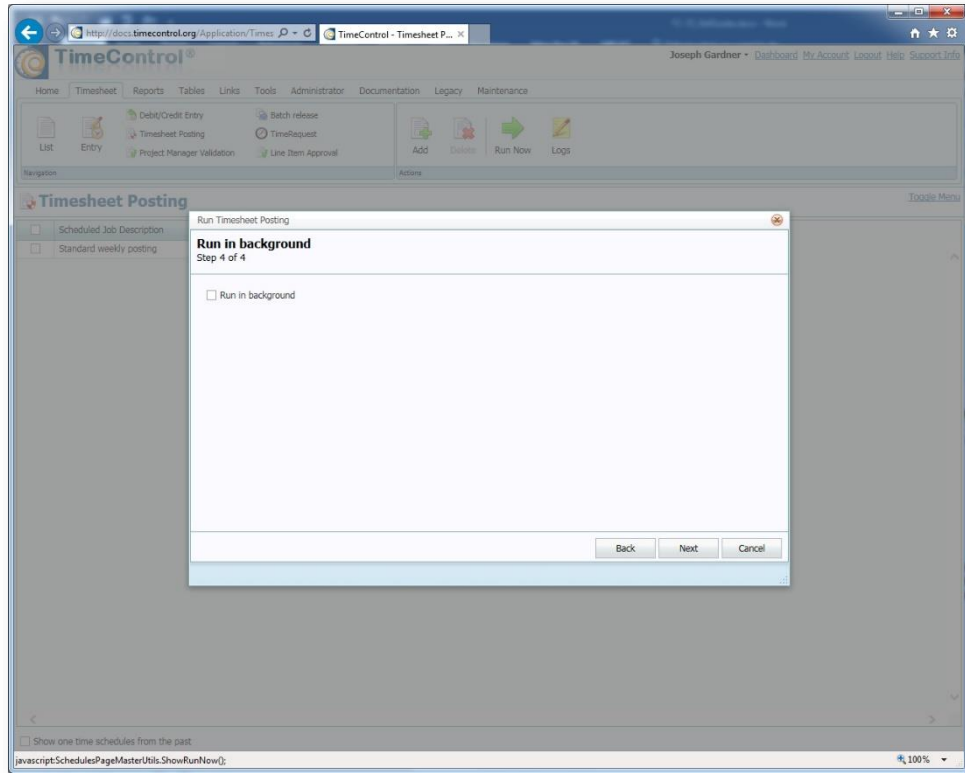 http://docs.timecontrol.org/Application/Times
TimeControl - Timesheet P...
TimeControl®
Joseph Gardner • Dashboard My Account Logout Help Support Info
Home Timesheet Reports Tables Links Tools Administrator Documentation Legacy Maintenance
List
Entry
Debit/Credit Entry
Timesheet Posting
Project Manager Validation
Batch release
TimeRequest
Line Item Approval
Add
Delete
Run Now
Logs
Navigation
Actions
Timesheet Posting
Toggle Menu
Scheduled Job Description
Standard weekly posting
Run Timesheet Posting
Run in background
Step 4 of 4
Run in background
Back Next Cancel
Show one time schedules from the past
javascript:SchedulesPageMasterUtils.ShowRunNow();
100%